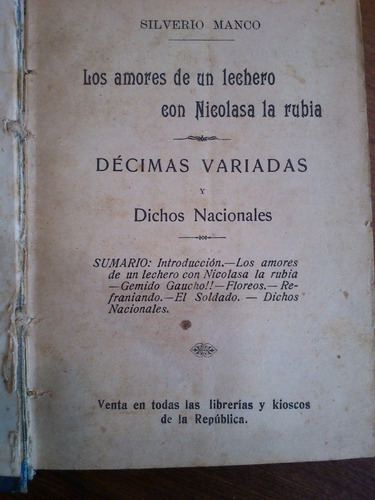 SILVERIO MANCO
Los amores de un lechero
con Nicolasa la rubia
DÉCIMAS VARIADAS
Y
Dichos Nacionales
SUMARIO: Introducción.—Los amores
de un lechero con Nicolasa la rubia
—Gemido Gaucho!!—Floreos.—Re-
franiando.—El Soldado. — Dichos
Nacionales.
Venta en todas las librerías y kioscos
de la República.